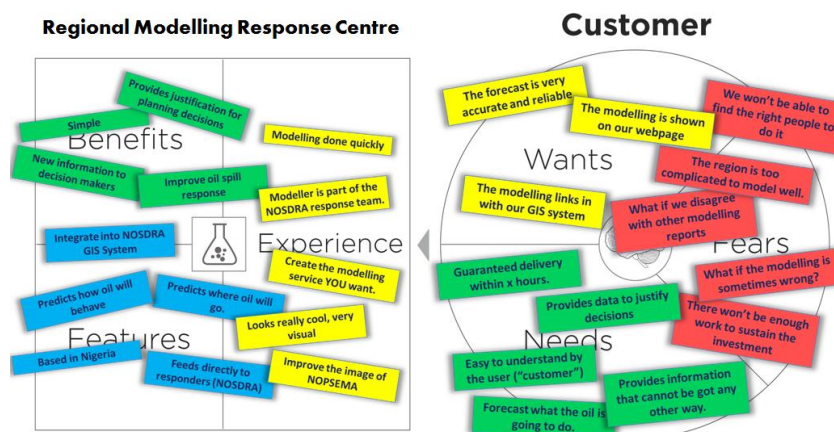 Regional Modelling Response Centre
Customer
Provides justification for
planning decisions
Simple
Benefits
New information to
decision makers
Improve oil spill
response
Modelling done quickly
Modeller is part of the
NOSDRA response team.
Experience
Integrate into NOSDRA
GIS System
Create the modelling
service YOU want.
Predicts how oil will
behave
Predicts where oil will
go.
Looks really cool, very
visual
Features
Based in Nigeria
Feeds directly to
responders (NOSDRA)
Improve the image of
NOPSEMA
The forecast is very
accurate and reliable
The modelling is shown
on our webpage
We won't be able to
find the right people to
do it
Wants
The region is too
complicated to model well.
The modelling links in
with our GIS system
What if we disagree
with other modelling
reports
Fears
Guaranteed delivery
within x hours.
What if the modelling is
sometimes wrong?
Provides data to justify
decisions
There won't be enough
work to sustain the
investment
Needs
Easy to understand by
the user ("customer")
Provides information
that cannot be got any
other way.
Forecast what the oil is
going to do.